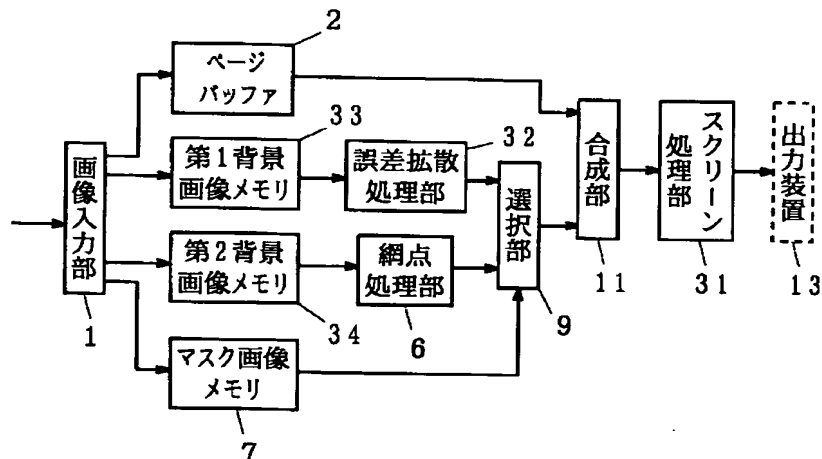 2
ページ
バッファ
33
第1背景
画像メモリ
32
誤差拡散
処理部
画像入力部
1
第2背景
画像メモリ
34
網点
処理部
6
選択部
9
合成部
11
スクリーン
処理部
31
出力装置
13
マスク画像
メモリ
7